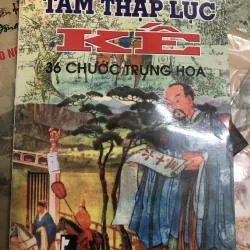 TAM THẬP LỤC
KẾ
36 CHƯỚC TRUNG HOA